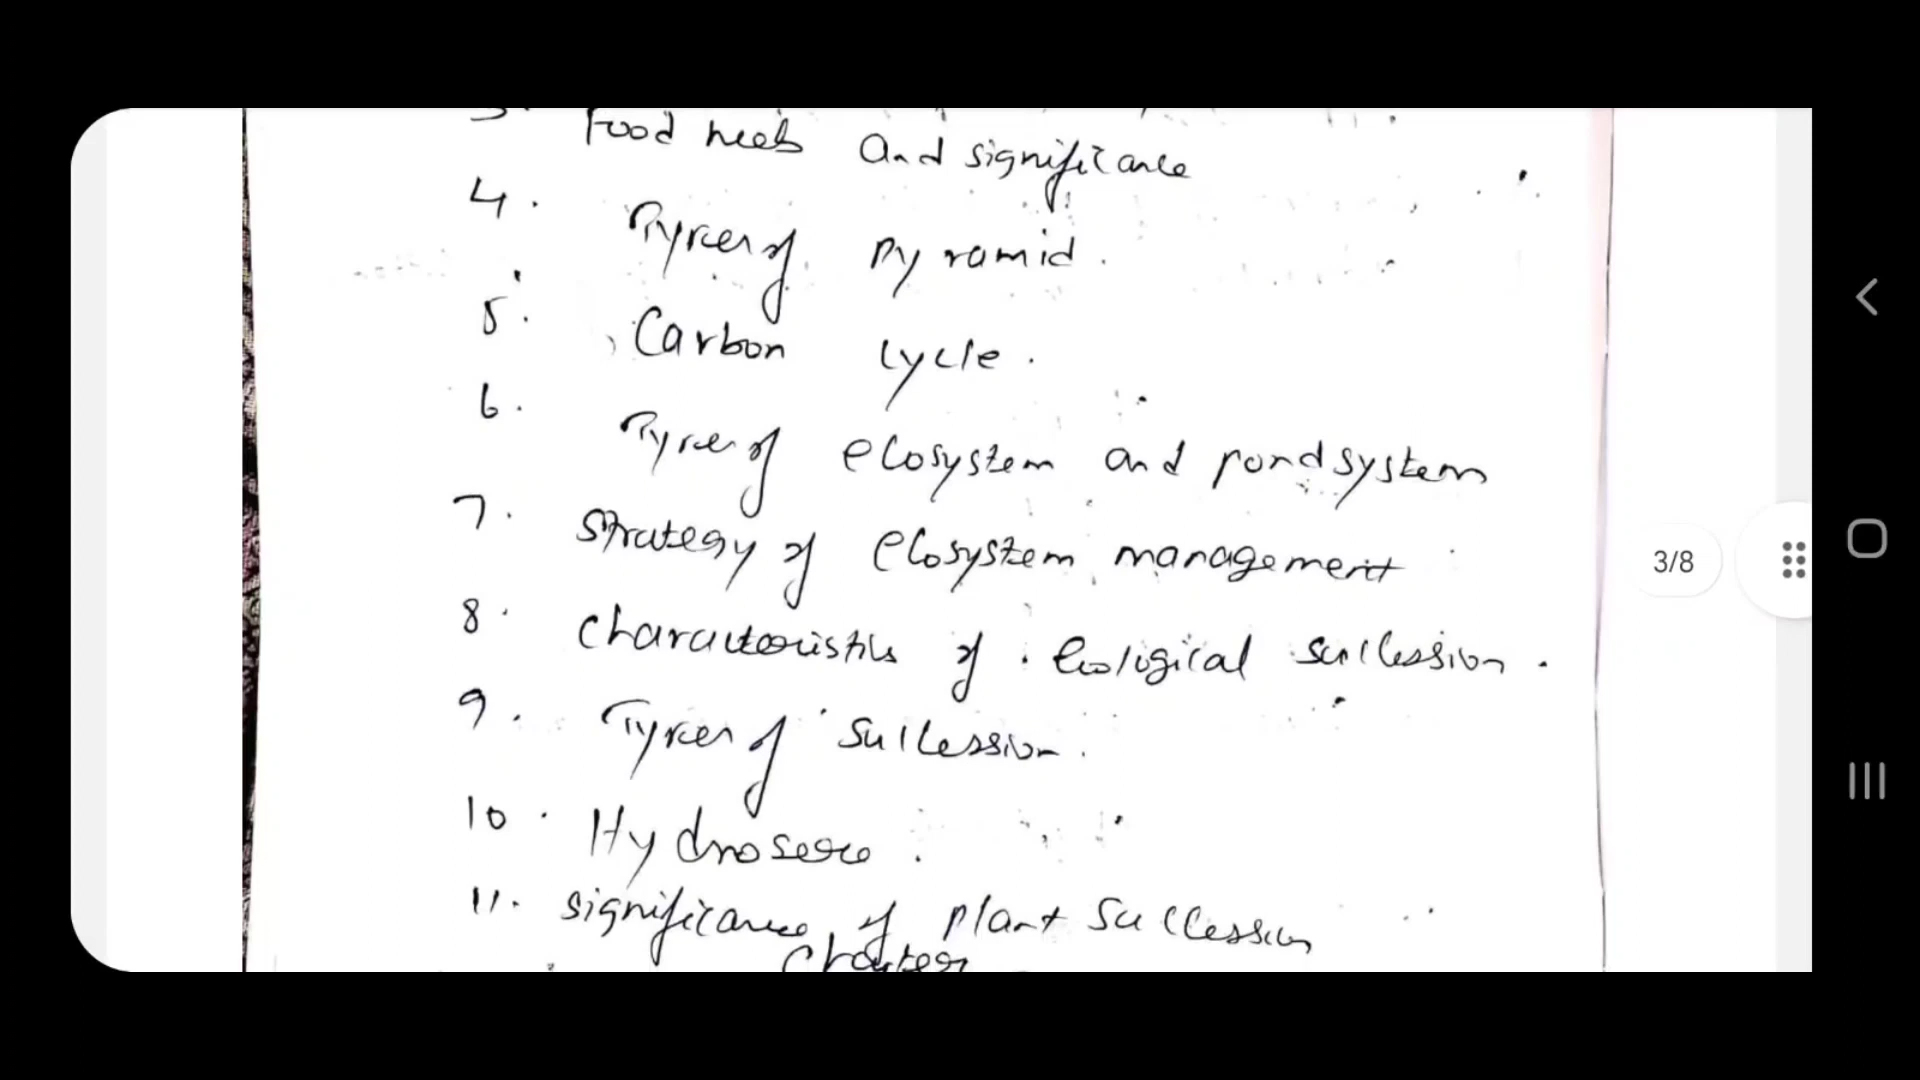 3. Food webs and significance
4. Types of pyramid.
5. Carbon cycle.
6. Types of ecosystem and pond system
7. Strategy of ecosystem management
8. Characteristics of ecological succession.
9. Types of succession.
10. Hydrosere.
11. significance of plant succession
chapter
3/8